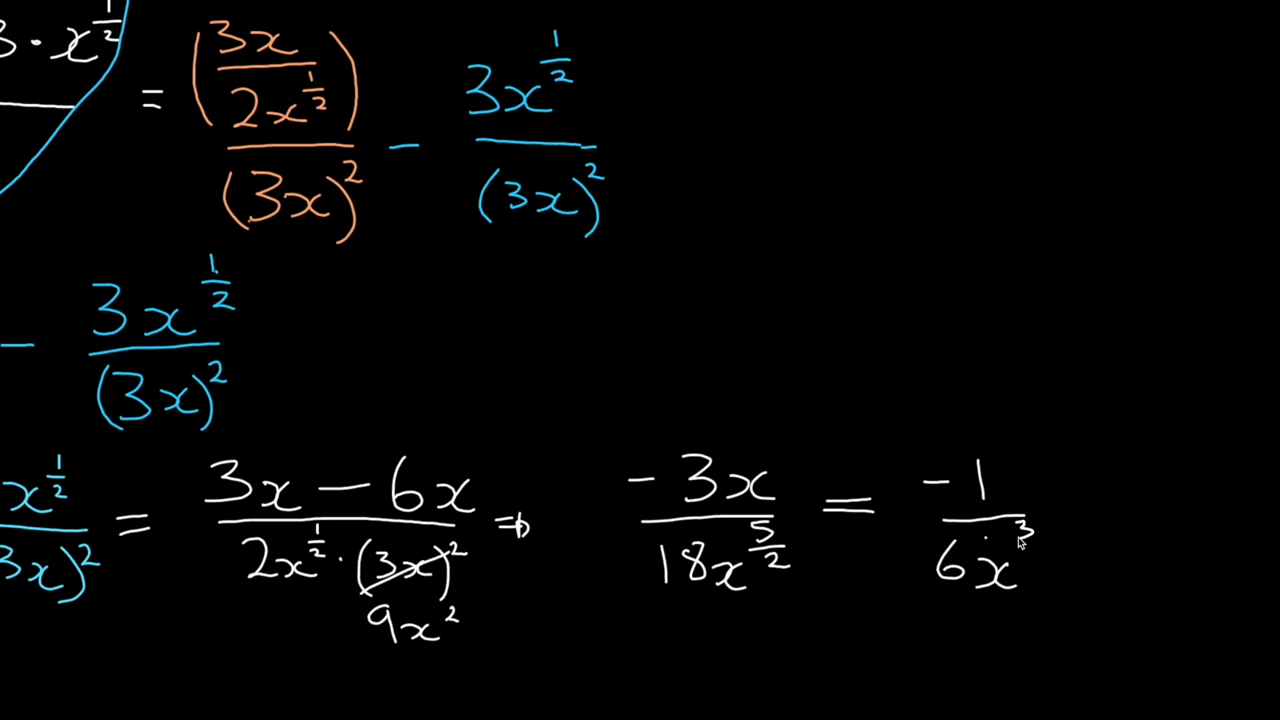 3 · x^(1/2) = (3x / 2x^(1/2)) / (3x)^2 − 3x^(1/2) / (3x)^2
− 3x^(1/2) / (3x)^2
x^(1/2) / 3x)^2 = 3x − 6x / 2x^(1/2) · (3x)^2 ⇒ −3x / 18x^(5/2) = −1 / 6x^3
9x^2